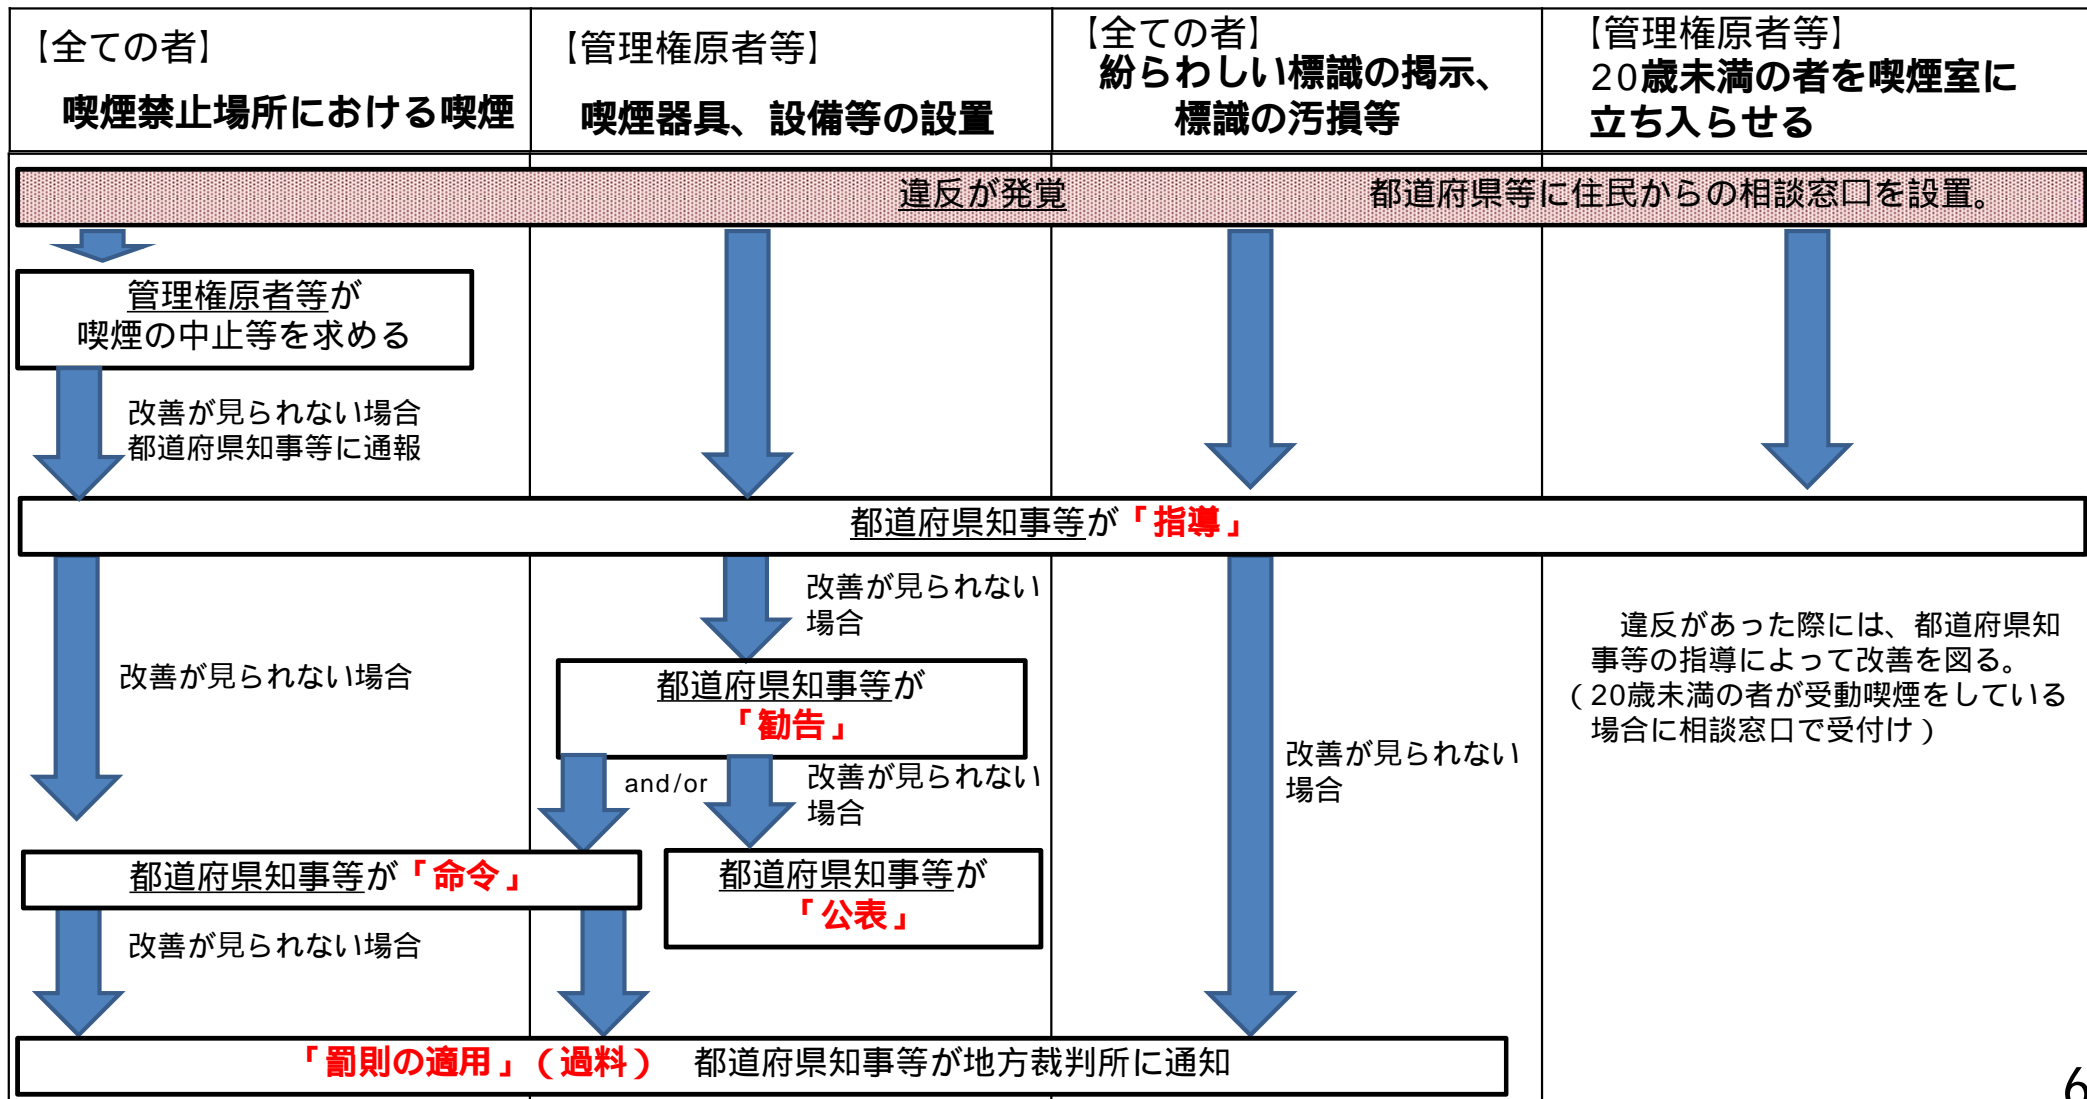 【全ての者】
喫煙禁止場所における喫煙
【管理権原者等】
喫煙器具、設備等の設置
【全ての者】
紛らわしい標識の掲示、
標識の汚損等
【管理権原者等】
20歳未満の者を喫煙室に
立ち入らせる
違反が発覚
都道府県等に住民からの相談窓口を設置。
管理権原者等が
喫煙の中止等を求める
改善が見られない場合
都道府県知事等に通報
都道府県知事等が「指導」
改善が見られない場合
改善が見られない
場合
都道府県知事等が
「勧告」
and/or
改善が見られない
場合
改善が見られない
場合
違反があった際には、都道府県知
事等の指導によって改善を図る。
（20歳未満の者が受動喫煙をしている
場合に相談窓口で受付け）
都道府県知事等が「命令」
都道府県知事等が
「公表」
改善が見られない場合
「罰則の適用」（過料） 都道府県知事等が地方裁判所に通知
6